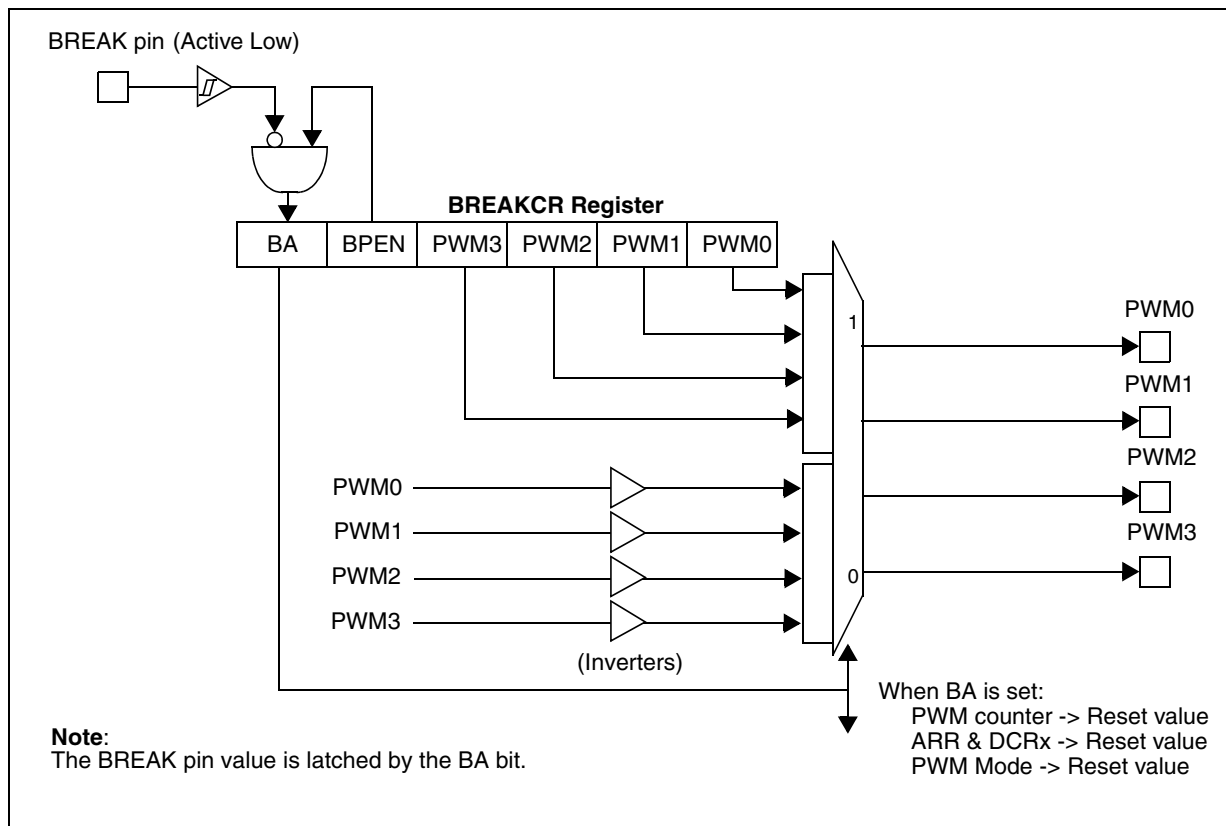 BREAK pin (Active Low)
BREAKCR Register
BA BPEN PWM3 PWM2 PWM1 PWM0
1
PWM0
PWM1
PWM2
PWM3
PWM0
PWM1
PWM2
PWM3
0
(Inverters)
When BA is set:
PWM counter -> Reset value
ARR & DCRx -> Reset value
PWM Mode -> Reset value
Note:
The BREAK pin value is latched by the BA bit.